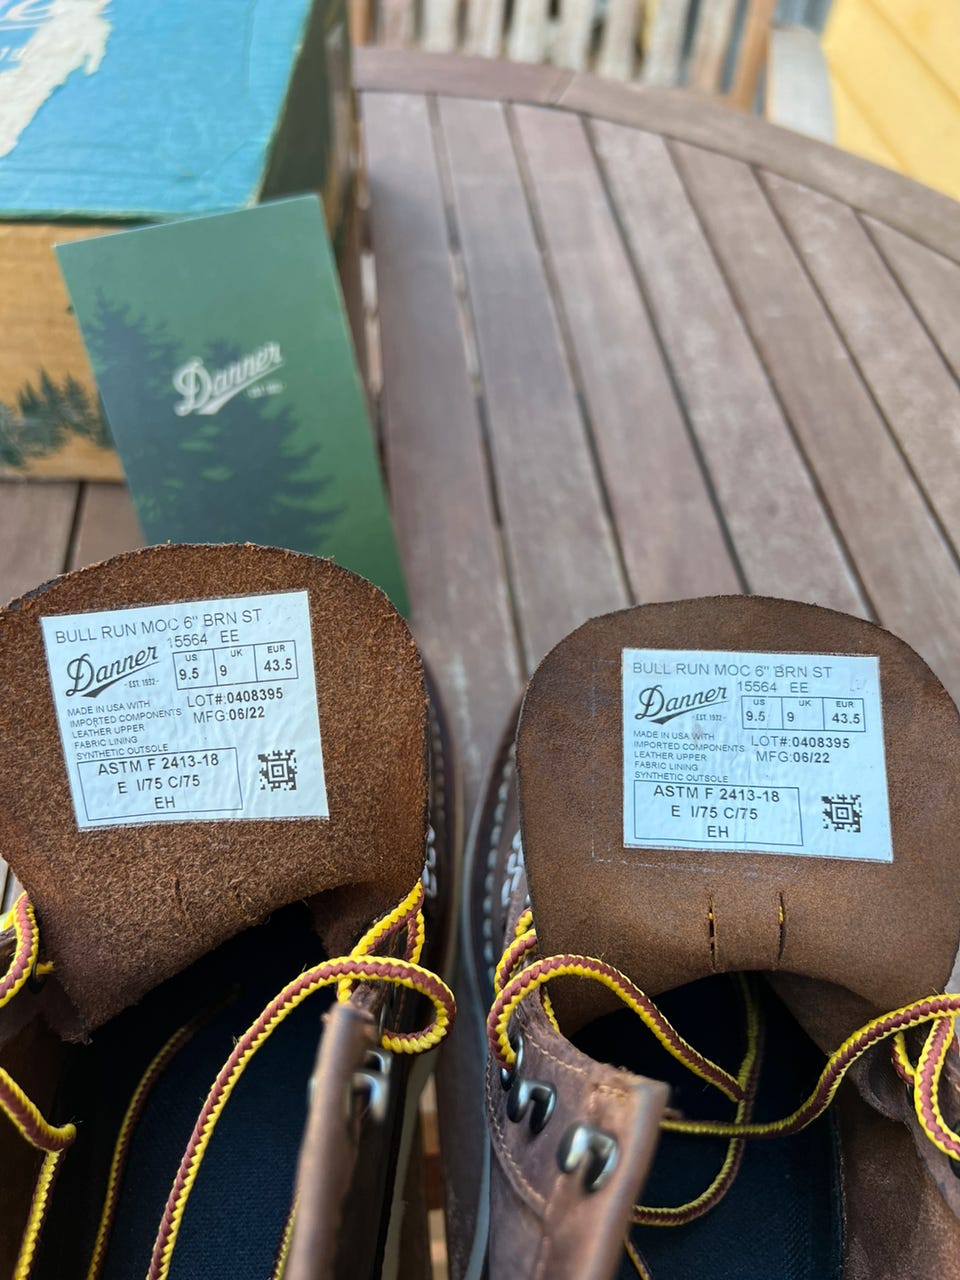 Danner
BULL RUN MOC 6" BRN ST
15564 EE
Danner
-EST. 1932-
US UK EUR
9.5 9 43.5
MADE IN USA WITH
IMPORTED COMPONENTS
LEATHER UPPER
FABRIC LINING
SYNTHETIC OUTSOLE
LOT#:0408395
MFG:06/22
ASTM F 2413-18
E I/75 C/75
EH
BULL RUN MOC 6" BRN ST
15564 EE
Danner
-EST. 1932-
US UK EUR
9.5 9 43.5
MADE IN USA WITH
IMPORTED COMPONENTS
LEATHER UPPER
FABRIC LINING
SYNTHETIC OUTSOLE
LOT#:0408395
MFG:06/22
ASTM F 2413-18
E I/75 C/75
EH